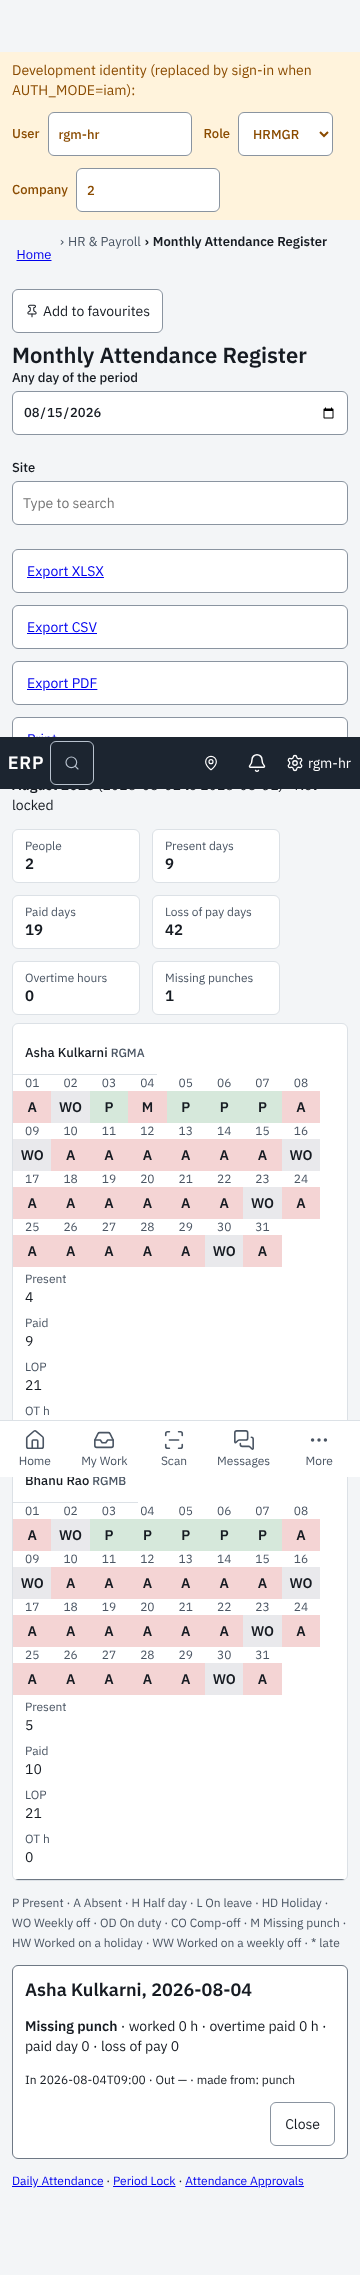 Development identity (replaced by sign-in when
AUTH_MODE=iam):
User rgm-hr Role HRMGR
Company 2
Home › HR & Payroll › Monthly Attendance Register
Add to favourites
Monthly Attendance Register
Any day of the period
08/15/2026
Site
Type to search
Export XLSX
Export CSV
Export PDF
ERP rgm-hr
locked
People
2
Present days
9
Paid days
19
Loss of pay days
42
Overtime hours
0
Missing punches
1
Asha Kulkarni RGMA
01 02 03 04 05 06 07 08
A WO P M P P P A
09 10 11 12 13 14 15 16
WO A A A A A A WO
17 18 19 20 21 22 23 24
A A A A A A WO A
25 26 27 28 29 30 31
A A A A A WO A
Present
4
Paid
9
LOP
21
OT h
Home My Work Scan Messages More
Bhanu Rao RGMB
01 02 03 04 05 06 07 08
A WO P P P P P A
09 10 11 12 13 14 15 16
WO A A A A A A WO
17 18 19 20 21 22 23 24
A A A A A A WO A
25 26 27 28 29 30 31
A A A A A WO A
Present
5
Paid
10
LOP
21
OT h
0
P Present · A Absent · H Half day · L On leave · HD Holiday ·
WO Weekly off · OD On duty · CO Comp-off · M Missing punch ·
HW Worked on a holiday · WW Worked on a weekly off · * late
Asha Kulkarni, 2026-08-04
Missing punch · worked 0 h · overtime paid 0 h ·
paid day 0 · loss of pay 0
In 2026-08-04T09:00 · Out — · made from: punch
Close
Daily Attendance · Period Lock · Attendance Approvals